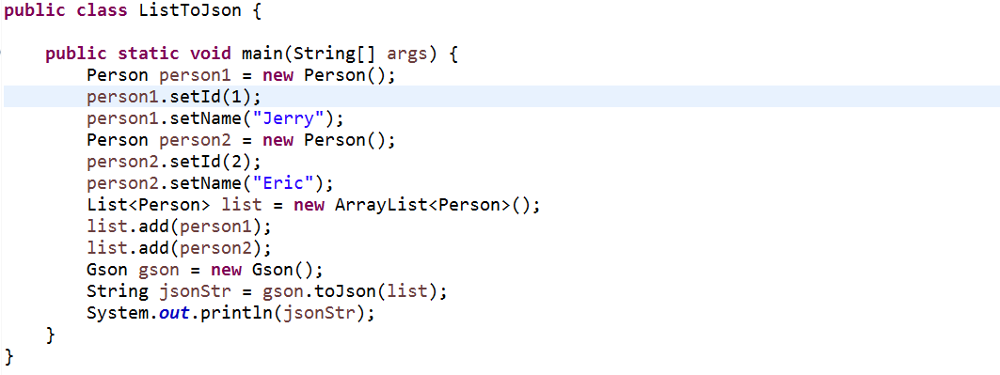 public class ListToJson {
public static void main(String[] args) {
Person person1 = new Person();
person1.setId(1);
person1.setName("Jerry");
Person person2 = new Person();
person2.setId(2);
person2.setName("Eric");
List<Person> list = new ArrayList<Person>();
list.add(person1);
list.add(person2);
Gson gson = new Gson();
String jsonStr = gson.toJson(list);
System.out.println(jsonStr);
}
}